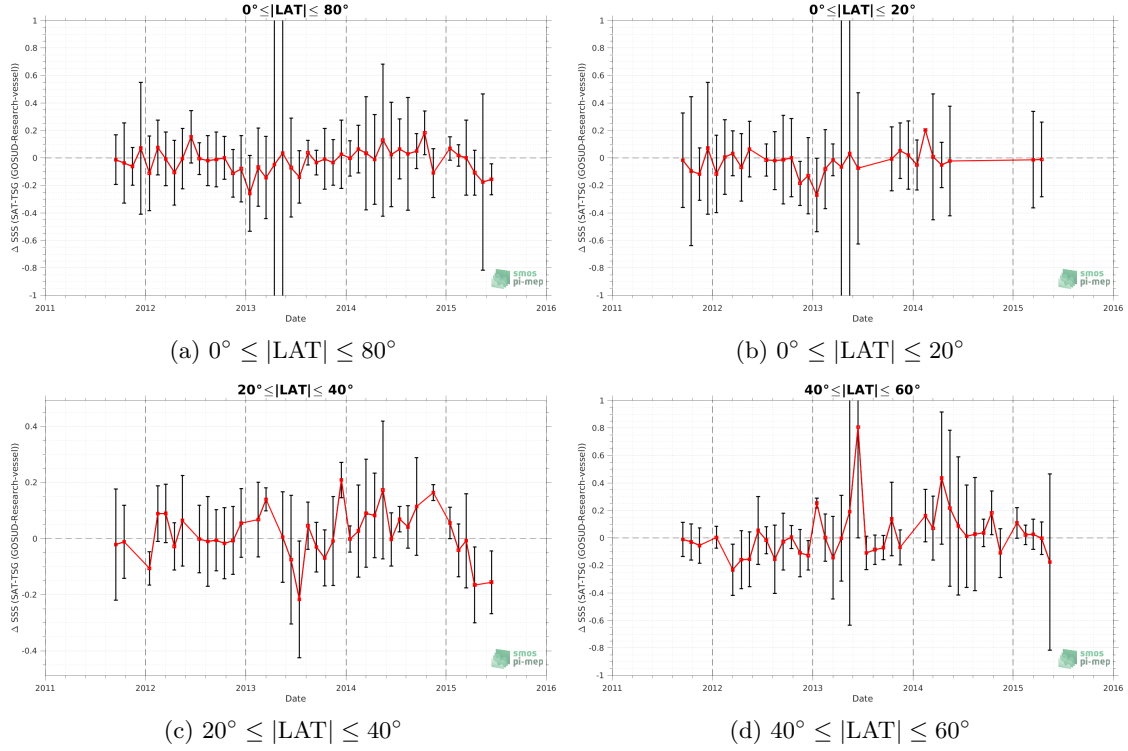 0°≤|LAT|≤ 80°
Δ SSS (SAT-TSG (GOSUD-Research-vessel))
1
0.8
0.6
0.4
0.2
0
-0.2
-0.4
-0.6
-0.8
-1
2011 2012 2013 2014 2015 2016
Date
smos
pi-mep
(a) 0° ≤ |LAT| ≤ 80°
0°≤|LAT|≤ 20°
Δ SSS (SAT-TSG (GOSUD-Research-vessel))
1
0.8
0.6
0.4
0.2
0
-0.2
-0.4
-0.6
-0.8
-1
2011 2012 2013 2014 2015 2016
Date
smos
pi-mep
(b) 0° ≤ |LAT| ≤ 20°
20°≤|LAT|≤ 40°
Δ SSS (SAT-TSG (GOSUD-Research-vessel))
0.4
0.2
0
-0.2
-0.4
2011 2012 2013 2014 2015 2016
Date
smos
pi-mep
(c) 20° ≤ |LAT| ≤ 40°
40°≤|LAT|≤ 60°
Δ SSS (SAT-TSG (GOSUD-Research-vessel))
1
0.8
0.6
0.4
0.2
0
-0.2
-0.4
-0.6
-0.8
-1
2011 2012 2013 2014 2015 2016
Date
smos
pi-mep
(d) 40° ≤ |LAT| ≤ 60°